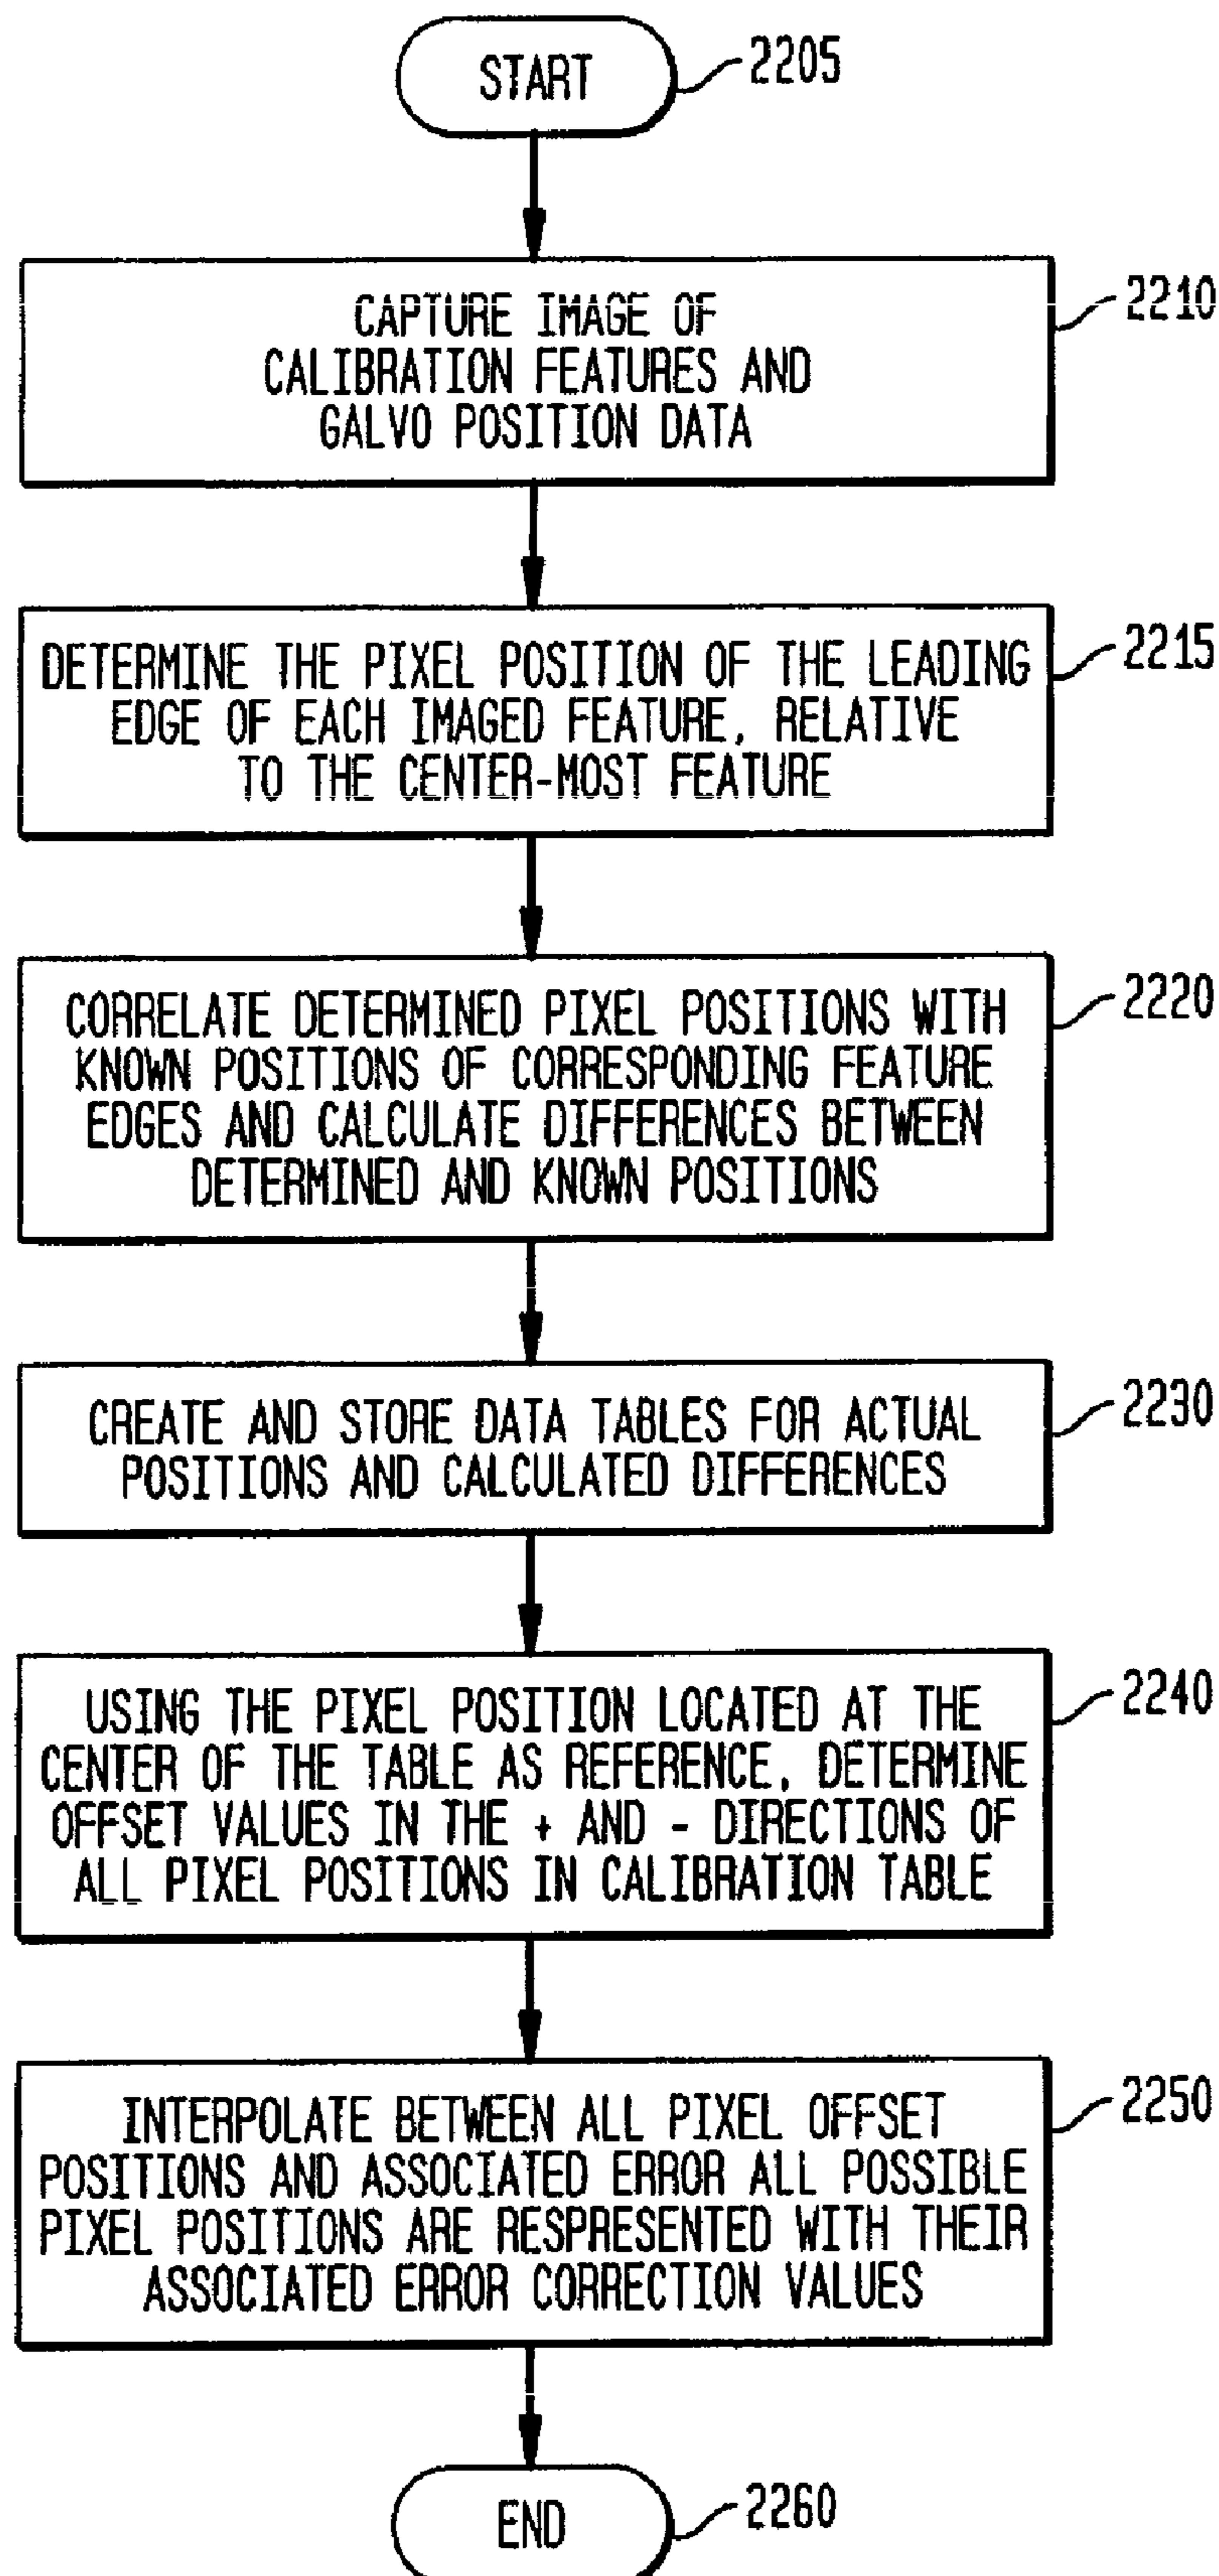 START
2205
CAPTURE IMAGE OF
CALIBRATION FEATURES AND
GALVO POSITION DATA
2210
DETERMINE THE PIXEL POSITION OF THE LEADING
EDGE OF EACH IMAGED FEATURE, RELATIVE
TO THE CENTER-MOST FEATURE
2215
CORRELATE DETERMINED PIXEL POSITIONS WITH
KNOWN POSITIONS OF CORRESPONDING FEATURE
EDGES AND CALCULATE DIFFERENCES BETWEEN
DETERMINED AND KNOWN POSITIONS
2220
CREATE AND STORE DATA TABLES FOR ACTUAL
POSITIONS AND CALCULATED DIFFERENCES
2230
USING THE PIXEL POSITION LOCATED AT THE
CENTER OF THE TABLE AS REFERENCE, DETERMINE
OFFSET VALUES IN THE + AND - DIRECTIONS OF
ALL PIXEL POSITIONS IN CALIBRATION TABLE
2240
INTERPOLATE BETWEEN ALL PIXEL OFFSET
POSITIONS AND ASSOCIATED ERROR ALL POSSIBLE
PIXEL POSITIONS ARE RESPRESENTED WITH THEIR
ASSOCIATED ERROR CORRECTION VALUES
2250
END
2260